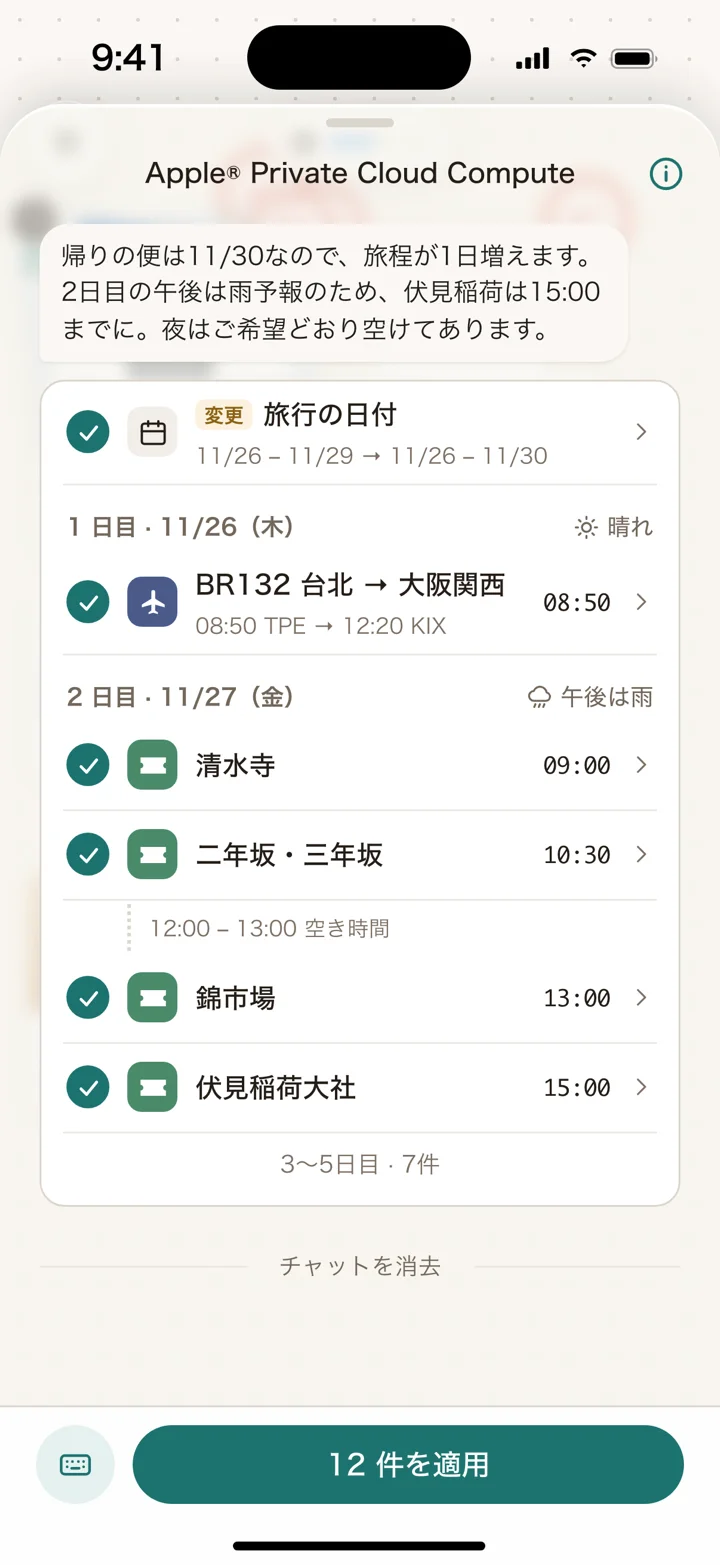 9:41
Apple® Private Cloud Compute
帰りの便は11/30なので、旅程が1日増えます。
2日目の午後は雨予報のため、伏見稲荷は15:00
までに。夜はご希望どおり空けてあります。
変更 旅行の日付
11/26 – 11/29 → 11/26 – 11/30
1 日目 · 11/26（木） 晴れ
BR132 台北 → 大阪関西 08:50
08:50 TPE → 12:20 KIX
2 日目 · 11/27（金） 午後は雨
清水寺 09:00
二年坂・三年坂 10:30
12:00 – 13:00 空き時間
錦市場 13:00
伏見稲荷大社 15:00
3〜5日目 · 7件
チャットを消去
12 件を適用